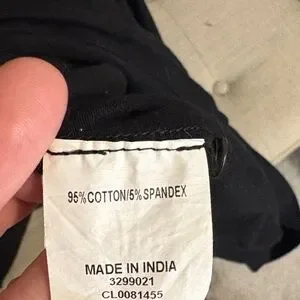 95% COTTON/5% SPANDEX
MADE IN INDIA
3299021
CL0081455